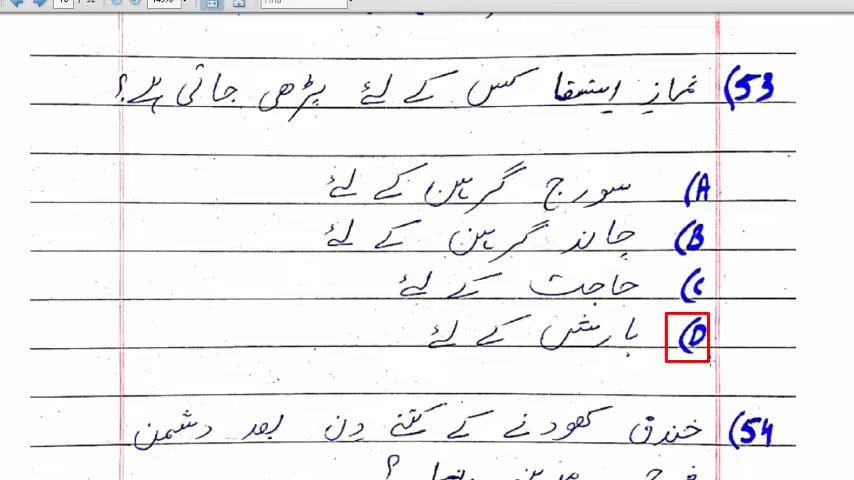 53) نمازِ استسقا کس کے لئے پڑھی جاتی ہے؟
A) سورج گرہن کے لئے
B) چاند گرہن کے لئے
C) حاجت کے لئے
D) بارش کے لئے
54) خندق کھودنے کے کتنے دن بعد دشمن